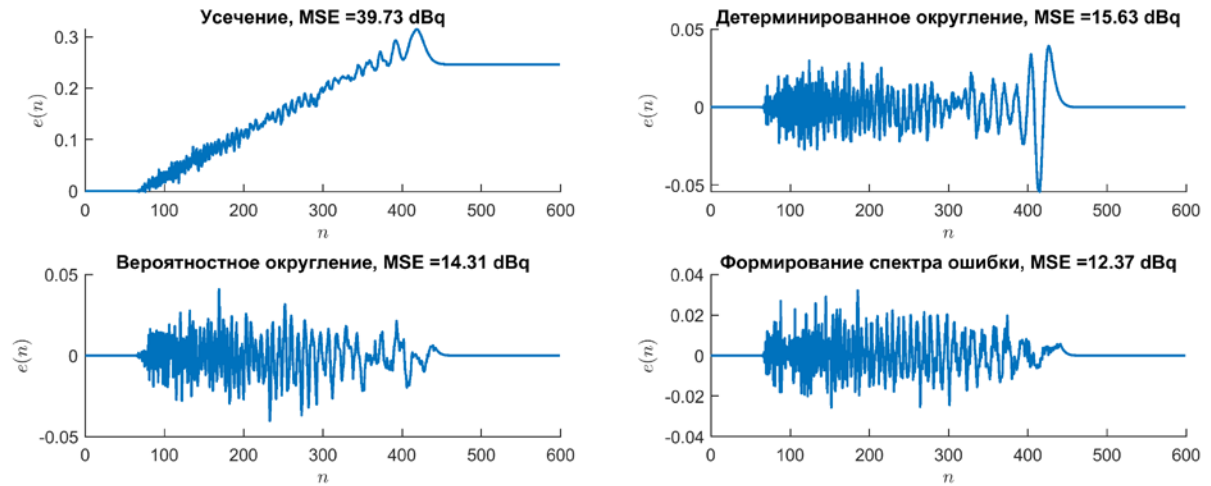 Усечение, MSE =39.73 dBq
0.3
0.2
0.1
0
e(n)
0 100 200 300 400 500 600
n
Детерминированное округление, MSE =15.63 dBq
0.05
0
-0.05
e(n)
0 100 200 300 400 500 600
n
Вероятностное округление, MSE =14.31 dBq
0.05
0
-0.05
e(n)
0 100 200 300 400 500 600
n
Формирование спектра ошибки, MSE =12.37 dBq
0.04
0.02
0
-0.02
-0.04
e(n)
0 100 200 300 400 500 600
n